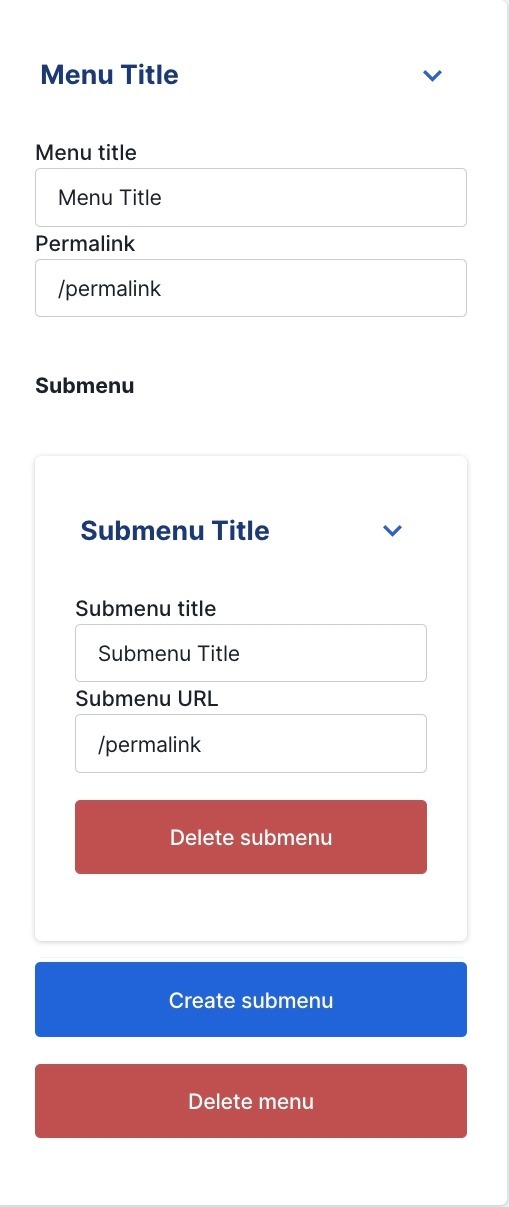 Menu Title
Menu title
Menu Title
Permalink
/permalink
Submenu
Submenu Title
Submenu title
Submenu Title
Submenu URL
/permalink
Delete submenu
Create submenu
Delete menu